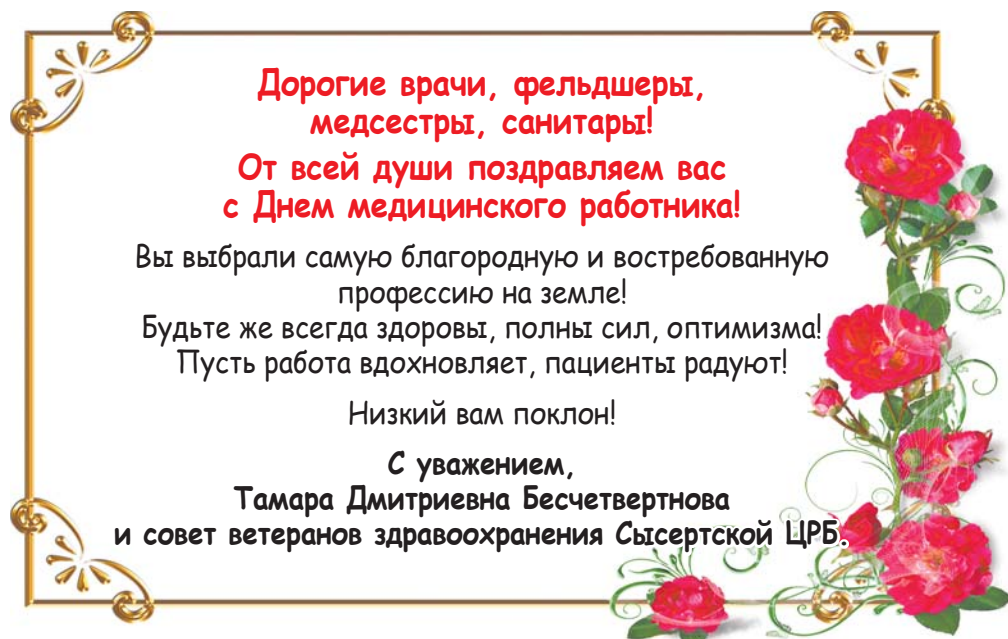 Дорогие врачи, фельдшеры,
медсестры, санитары!
От всей души поздравляем вас
с Днем медицинского работника!
Вы выбрали самую благородную и востребованную
профессию на земле!
Будьте же всегда здоровы, полны сил, оптимизма!
Пусть работа вдохновляет, пациенты радуют!
Низкий вам поклон!
С уважением,
Тамара Дмитриевна Бесчетвертнова
и совет ветеранов здравоохранения Сысертской ЦРБ.